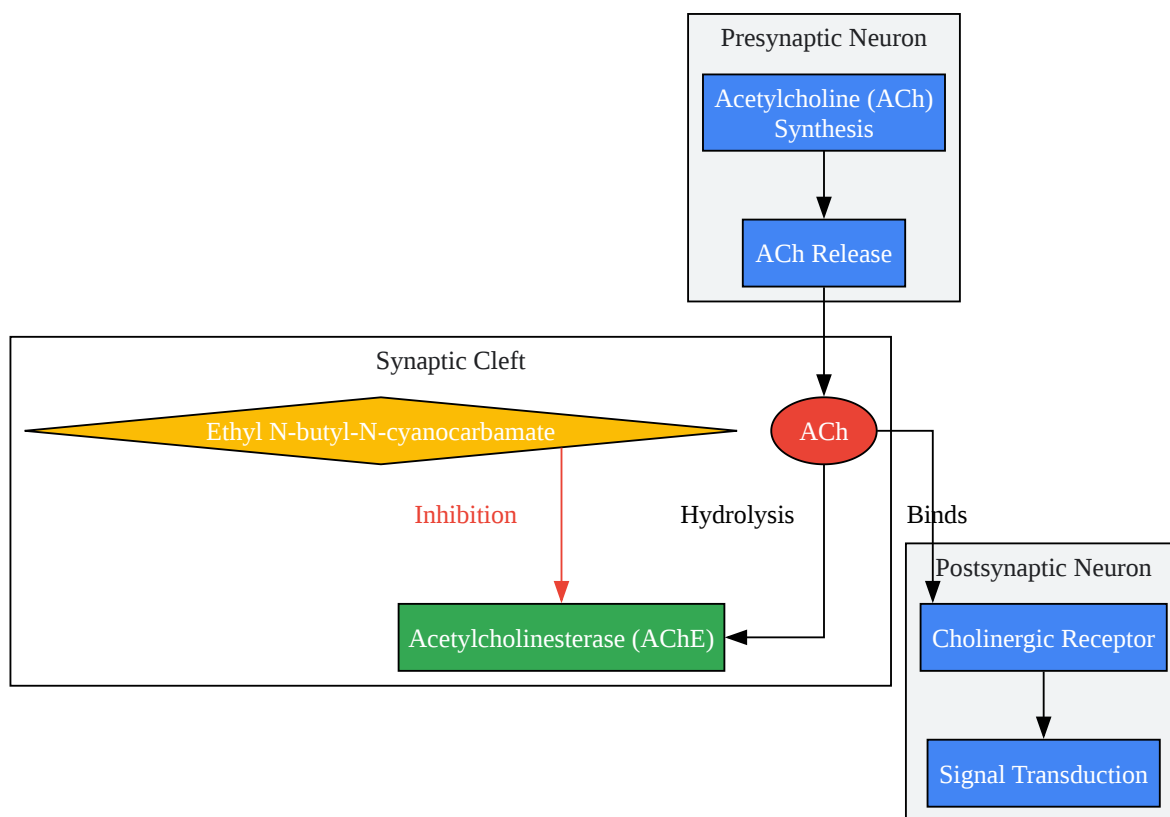 Presynaptic Neuron
Acetylcholine (ACh)
Synthesis
ACh Release
Synaptic Cleft
Ethyl N-butyl-N-cyanocarbamate
ACh
Inhibition
Hydrolysis
Binds
Postsynaptic Neuron
Acetylcholinesterase (AChE)
Cholinergic Receptor
Signal Transduction